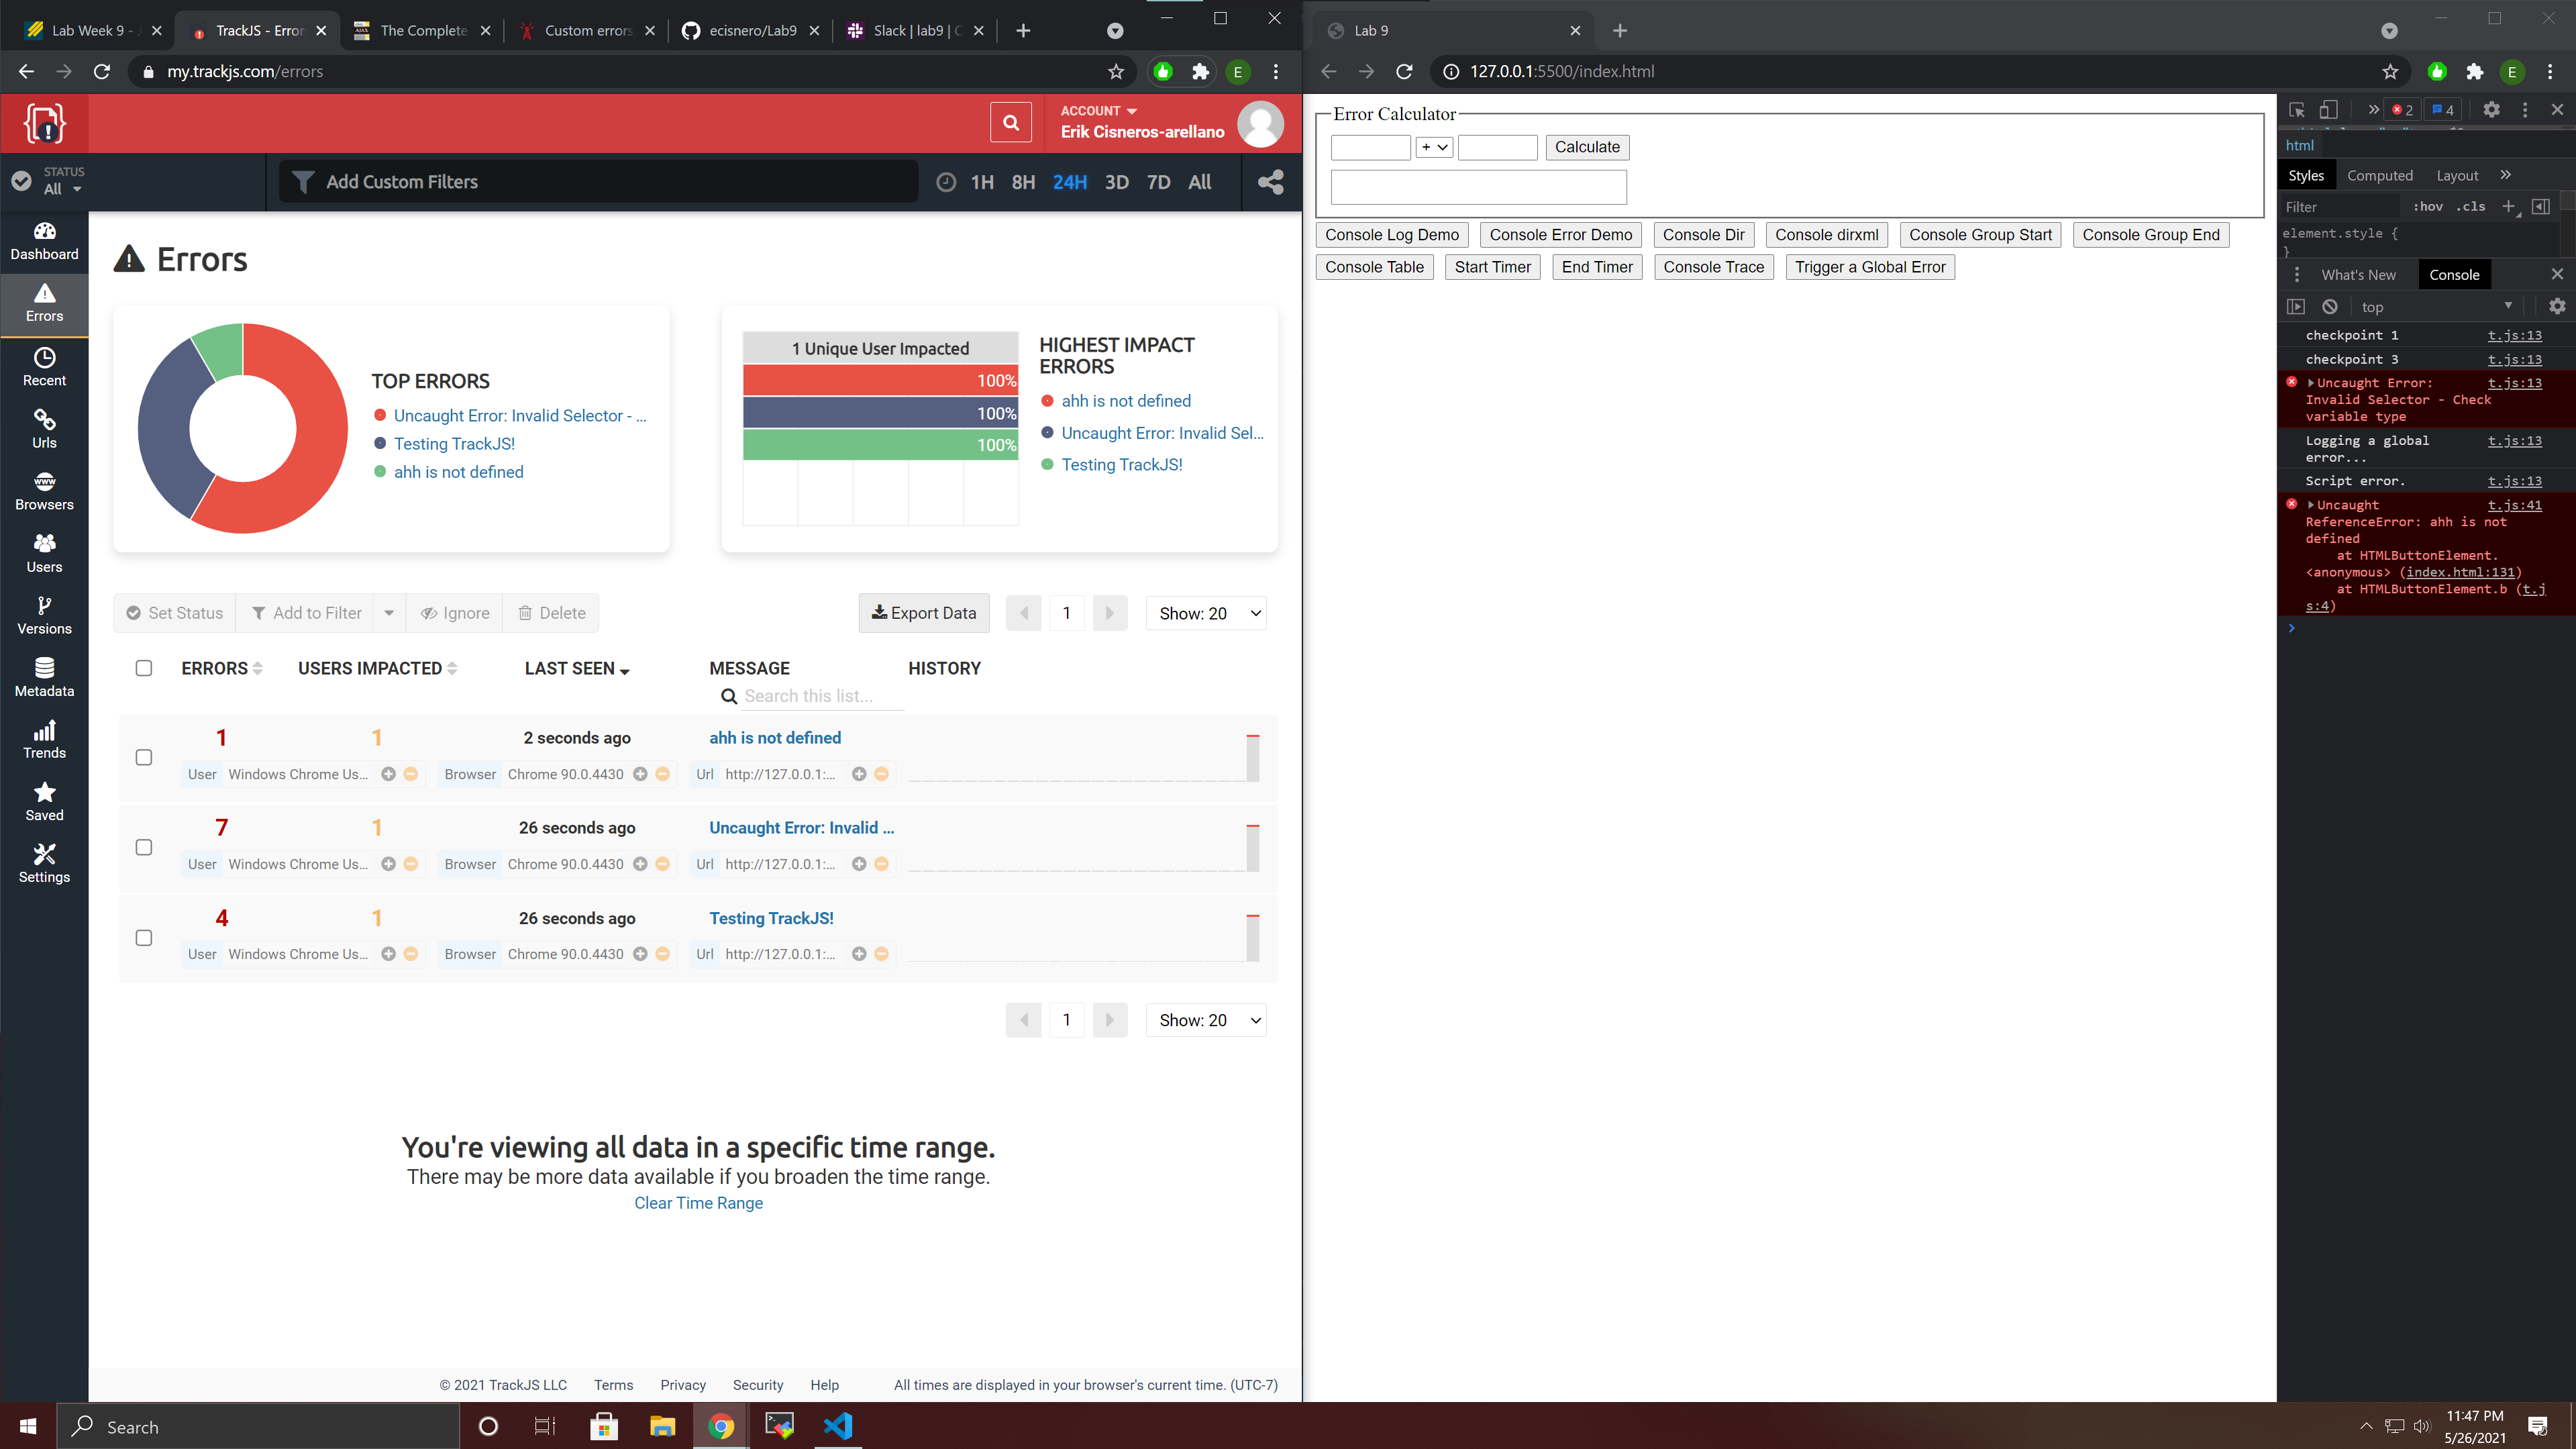 Lab Week 9 - J
TrackJS - Error
The Complete
Custom errors,
ecisnero/Lab9
Slack | lab9 | C
my.trackjs.com/errors
E
ACCOUNT
Erik Cisneros-arellano
STATUS
All
Add Custom Filters
1H 8H 24H 3D 7D All
Dashboard
Errors
Recent
Urls
Browsers
Users
Versions
Metadata
Trends
Saved
Settings
Errors
TOP ERRORS
Uncaught Error: Invalid Selector - ...
Testing TrackJS!
ahh is not defined
1 Unique User Impacted
100%
100%
100%
HIGHEST IMPACT
ERRORS
ahh is not defined
Uncaught Error: Invalid Sel...
Testing TrackJS!
Set Status
Add to Filter
Ignore
Delete
Export Data
1
Show: 20
ERRORS USERS IMPACTED LAST SEEN MESSAGE HISTORY
Search this list...
1 1 2 seconds ago ahh is not defined
User Windows Chrome Us... Browser Chrome 90.0.4430 Url http://127.0.0.1:...
7 1 26 seconds ago Uncaught Error: Invalid ...
User Windows Chrome Us... Browser Chrome 90.0.4430 Url http://127.0.0.1:...
4 1 26 seconds ago Testing TrackJS!
User Windows Chrome Us... Browser Chrome 90.0.4430 Url http://127.0.0.1:...
1
Show: 20
You're viewing all data in a specific time range.
There may be more data available if you broaden the time range.
Clear Time Range
© 2021 TrackJS LLC Terms Privacy Security Help All times are displayed in your browser's current time. (UTC-7)
Lab 9
127.0.0.1:5500/index.html
E
Error Calculator
+
Calculate
Console Log Demo Console Error Demo Console Dir Console dirxml Console Group Start Console Group End
Console Table Start Timer End Timer Console Trace Trigger a Global Error
2
4
html
Styles Computed Layout
Filter :hov .cls
element.style {
}
What's New Console
top
checkpoint 1 t.js:13
checkpoint 3 t.js:13
Uncaught Error: t.js:13
Invalid Selector - Check
variable type
Logging a global t.js:13
error...
Script error. t.js:13
Uncaught t.js:41
ReferenceError: ahh is not
defined
at HTMLButtonElement.
<anonymous> (index.html:131)
at HTMLButtonElement.b (t.j
s:4)
Search
11:47 PM
5/26/2021